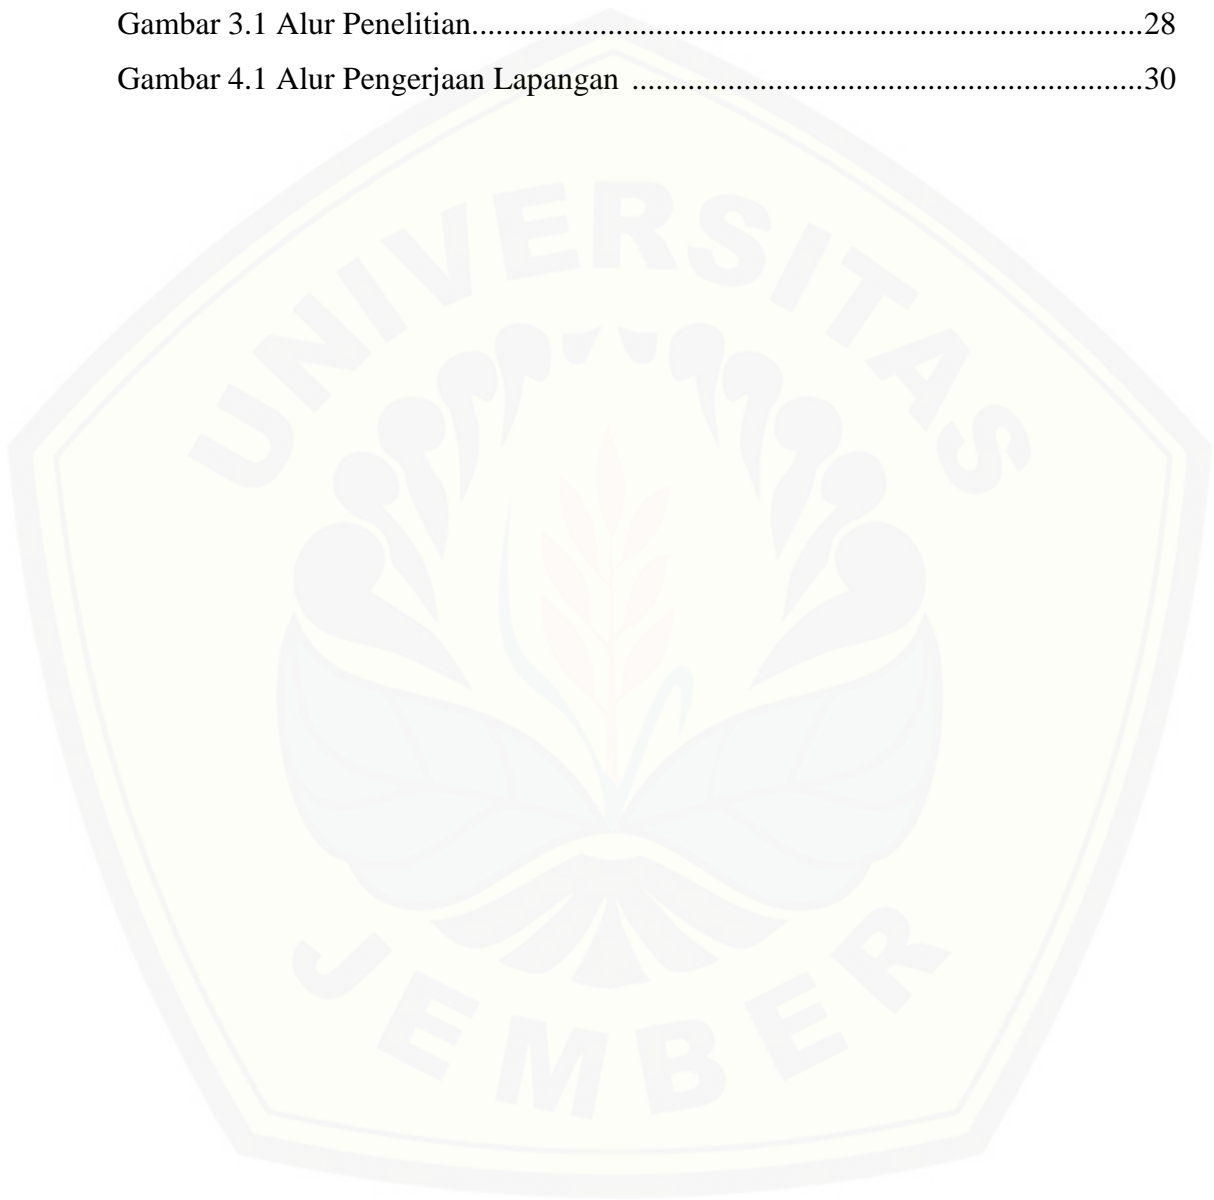 Gambar 3.1 Alur Penelitian....................................................................................28
Gambar 4.1 Alur Pengerjaan Lapangan ................................................................30
UNIVERSITAS
JEMBER